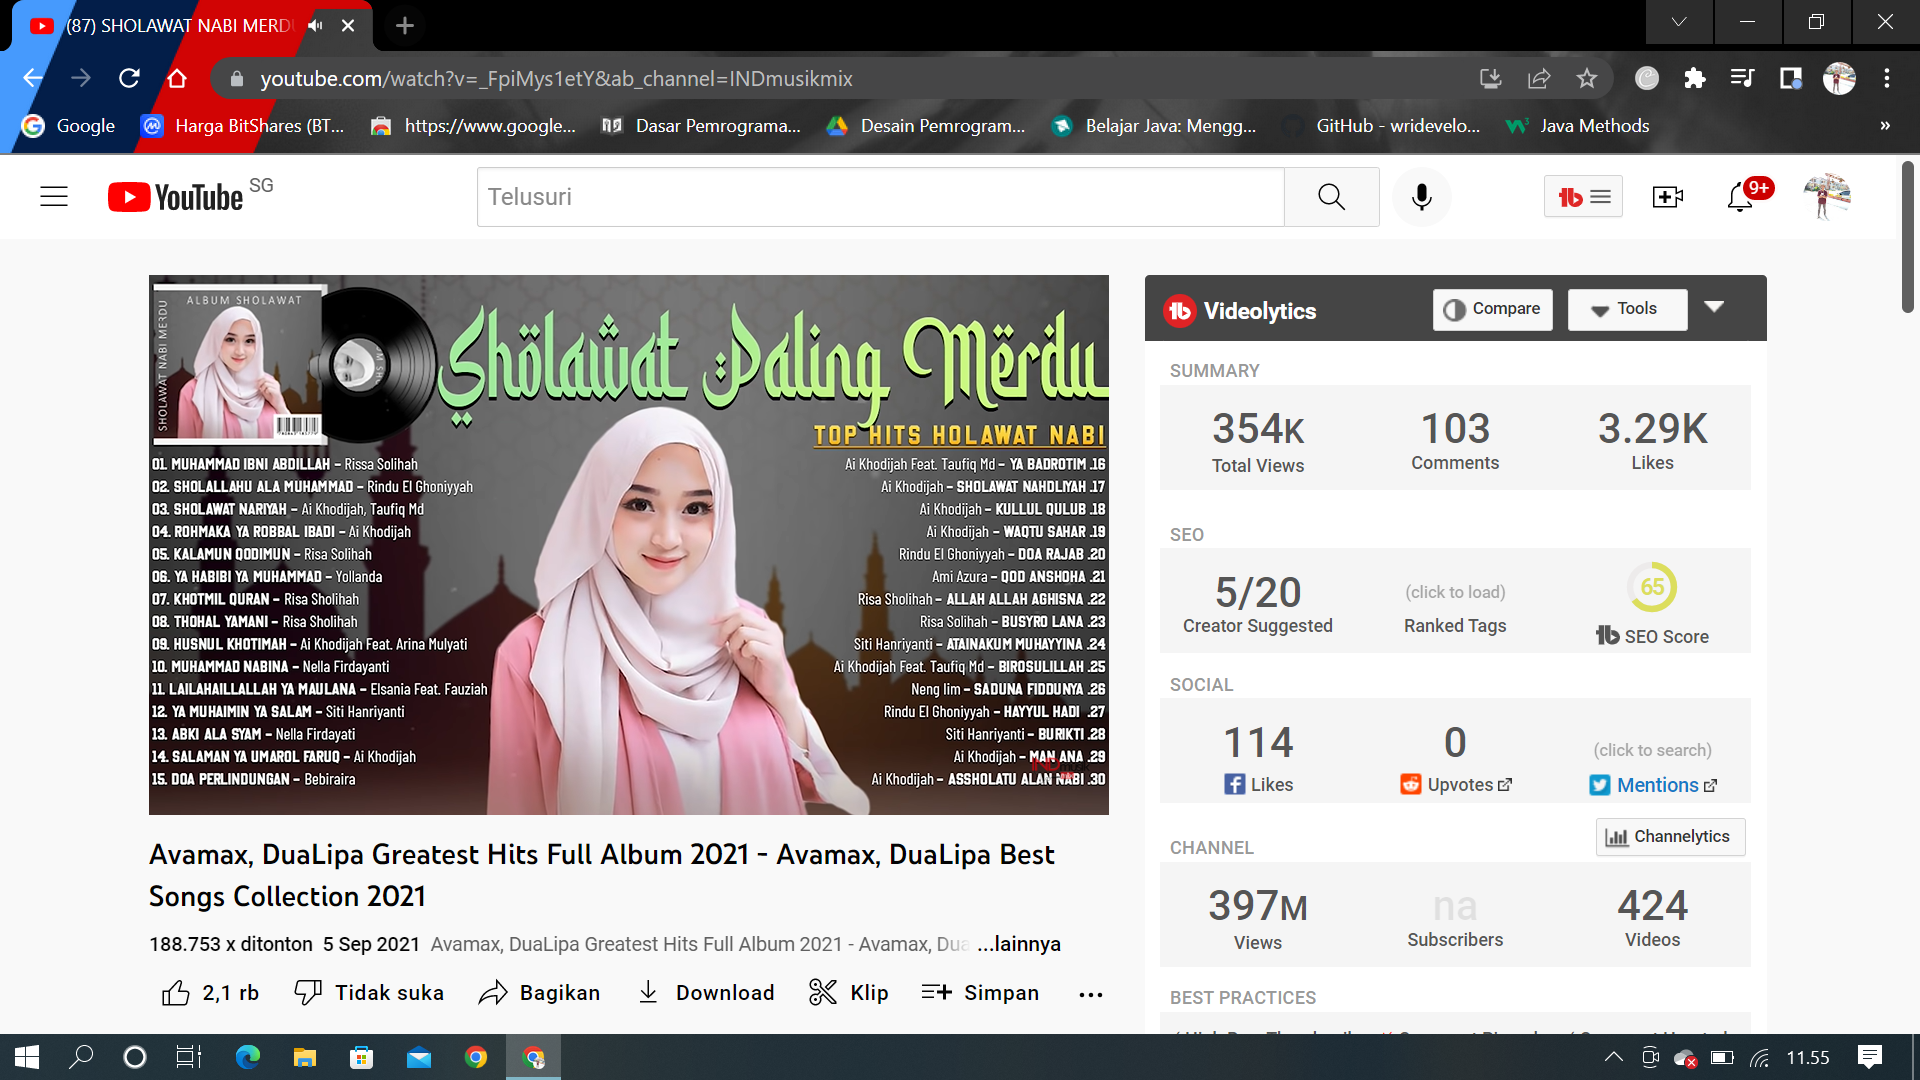 (87) SHOLAWAT NABI MERD
youtube.com/watch?v=_FpiMys1etY&ab_channel=INDmusikmix
Google
Harga BitShares (BT...
https://www.google...
Dasar Pemrograma...
Desain Pemrogram...
Belajar Java: Mengg...
GitHub - wridevelo...
Java Methods
»
YouTube SG
Telusuri
9+
ALBUM SHOLAWAT
SHOLAWAT NABI MERDU
Sholawat Paling Merdu
TOP HITS HOLAWAT NABI
01. MUHAMMAD IBNI ABDILLAH – Rissa Solihah
02. SHOLALLAHU ALA MUHAMMAD – Rindu El Ghoniyyah
03. SHOLAWAT NARIYAH – Ai Khodijah, Taufiq Md
04. ROHMAKA YA ROBBAL IBADI – Ai Khodijah
05. KALAMUN QODIMUN – Risa Solihah
06. YA HABIBI YA MUHAMMAD – Yollanda
07. KHOTMIL QURAN – Risa Sholihah
08. THOHAL YAMANI – Risa Sholihah
09. HUSNUL KHOTIMAH – Ai Khodijah Feat. Arina Mulyati
10. MUHAMMAD NABINA – Nella Firdayanti
11. LAILAHAILLALLAH YA MAULANA – Elsania Feat. Fauziah
12. YA MUHAIMIN YA SALAM – Siti Hanriyanti
13. ABKI ALA SYAM – Nella Firdayati
14. SALAMAN YA UMAROL FARUQ – Ai Khodijah
15. DOA PERLINDUNGAN – Bebiraira
Ai Khodijah Feat. Taufiq Md – YA BADROTIM .16
Ai Khodijah – SHOLAWAT NAHDLIYAH .17
Ai Khodijah – KULLUL QULUB .18
Ai Khodijah – WAQTU SAHAR .19
Rindu El Ghoniyyah – DOA RAJAB .20
Ami Azura – QOD ANSHOHA .21
Risa Sholihah – ALLAH ALLAH AGHISNA .22
Risa Solihah – BUSYRO LANA .23
Siti Hanriyanti – ATAINAKUM MUHAYYINA .24
Ai Khodijah Feat. Taufiq Md – BIROSULILLAH .25
Neng Iim – SADUNA FIDDUNYA .26
Rindu El Ghoniyyah – HAYYUL HADI .27
Siti Hanriyanti – BURIKTI .28
Ai Khodijah – MAN ANA .29
Ai Khodijah – ASSHOLATU ALAN NABI .30
Avamax, DuaLipa Greatest Hits Full Album 2021 - Avamax, DuaLipa Best
Songs Collection 2021
188.753 x ditonton 5 Sep 2021 Avamax, DuaLipa Greatest Hits Full Album 2021 - Avamax, Dua ...lainnya
2,1 rb
Tidak suka
Bagikan
Download
Klip
Simpan
Videolytics
Compare
Tools
SUMMARY
354K
Total Views
103
Comments
3.29K
Likes
SEO
5/20
Creator Suggested
(click to load)
Ranked Tags
65
SEO Score
SOCIAL
114
Likes
0
Upvotes
(click to search)
Mentions
CHANNEL
Channelytics
397M
Views
na
Subscribers
424
Videos
BEST PRACTICES
11.55